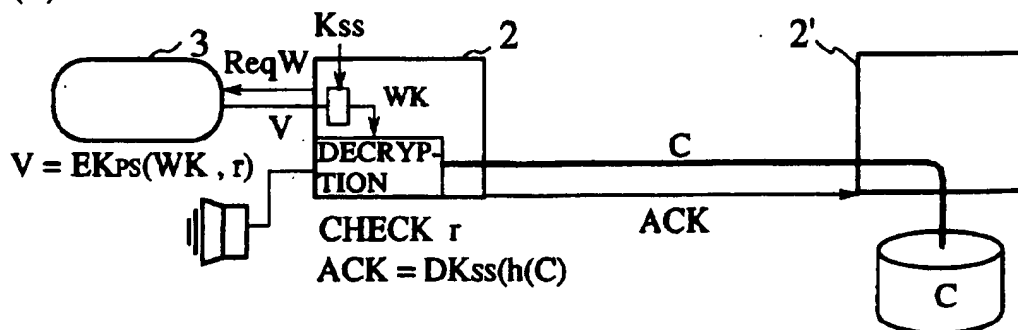 Kss
3
2
2'
ReqW
WK
V
V = EKPS(WK , r)
DECRYP-
TION
C
ACK
CHECK r
ACK = DKss(h(C)
C